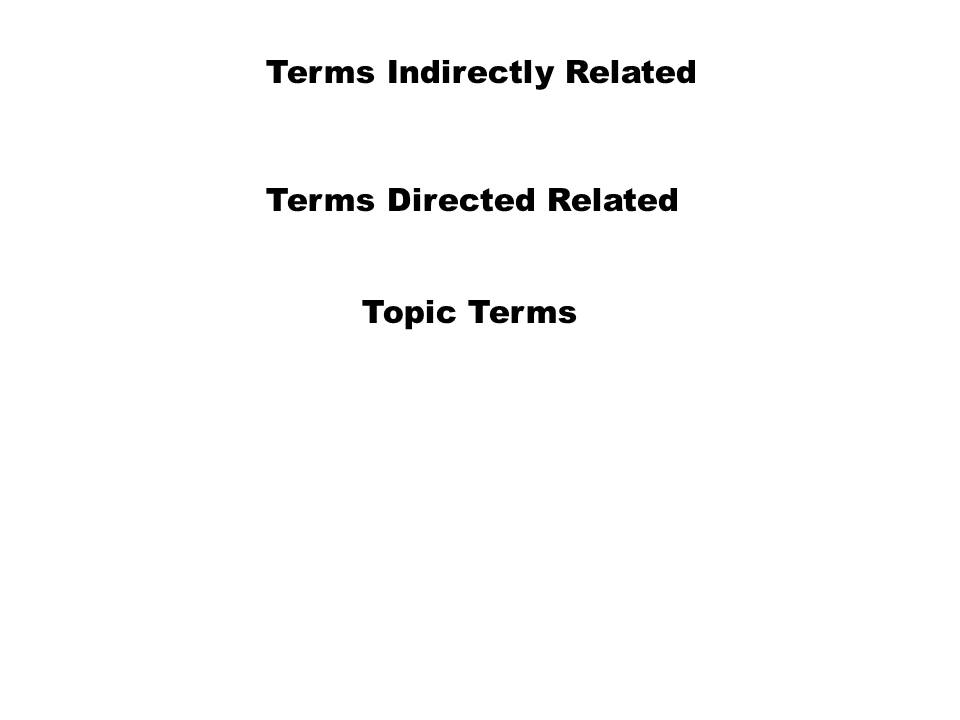 Terms Indirectly Related
Terms Directed Related
Topic Terms